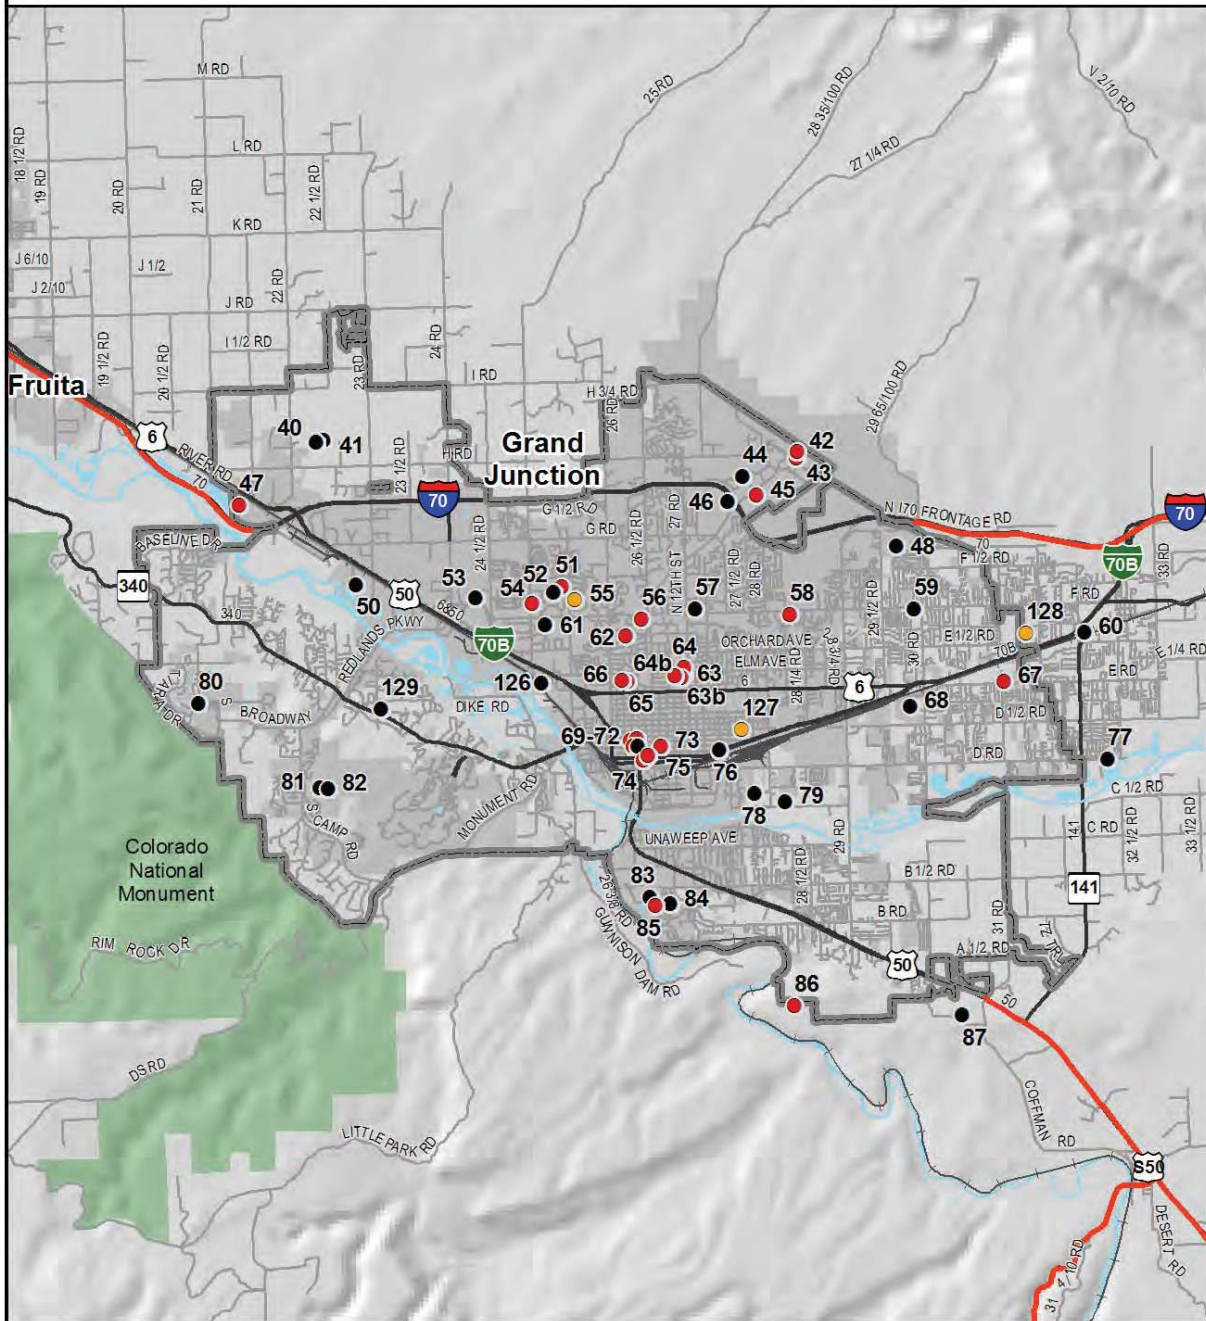 M RD
25 RD
28 35/100 RD
V 2/10 RD
27 1/4 RD
18 1/2 RD
19 RD
20 RD
21 RD
22 1/2 RD
L RD
K RD
J 6/10
J 1/2
J 2/10
22 RD
J RD
I 1/2 RD
24 RD
19 1/2 RD
20 1/2 RD
23 RD
I RD
H 3/4 RD
26 RD
29 65/100 RD
Fruita
6
RIVER RD
70
40
41
23 1/2 RD
H RD
Grand
Junction
42
43
44
45
46
47
70
G 1/2 RD
G RD
27 RD
N I70 FRONTAGE RD
70
70
F 1/2 RD
70B
33 RD
BASELINE DR
340
340
24 1/2 RD
26 1/2 RD
N 12TH ST
27 1/2 RD
28 RD
29 1/2 RD
48
50
50
6&50
53
52
51
54
55
56
57
58
59
F RD
128
60
REDLANDS PKWY
70B
61
62
ORCHARD AVE
ELM AVE
28 3/4 RD
28 1/4 RD
30 RD
E 1/2 RD
70B
E RD
E 1/4 RD
64
64b
63
66
65
63b
6
6
67
68
D 1/2 RD
80
S BROADWAY
129
126
DIKE RD
127
69-72
73
74
75
76
D RD
77
81
82
S CAMP RD
MONUMENT RD
78
79
C 1/2 RD
UNAWEEP AVE
29 RD
141
C RD
32 1/2 RD
33 1/2 RD
Colorado
National
Monument
B 1/2 RD
28 1/2 RD
141
83
84
85
26 3/8 RD
B RD
31 RD
A 1/2 RD
GUNNISON DAM RD
50
50
RIM ROCK DR
86
87
DS RD
LITTLE PARK RD
COFFMAN RD
S50
DESERT RD
31 4/10 RD